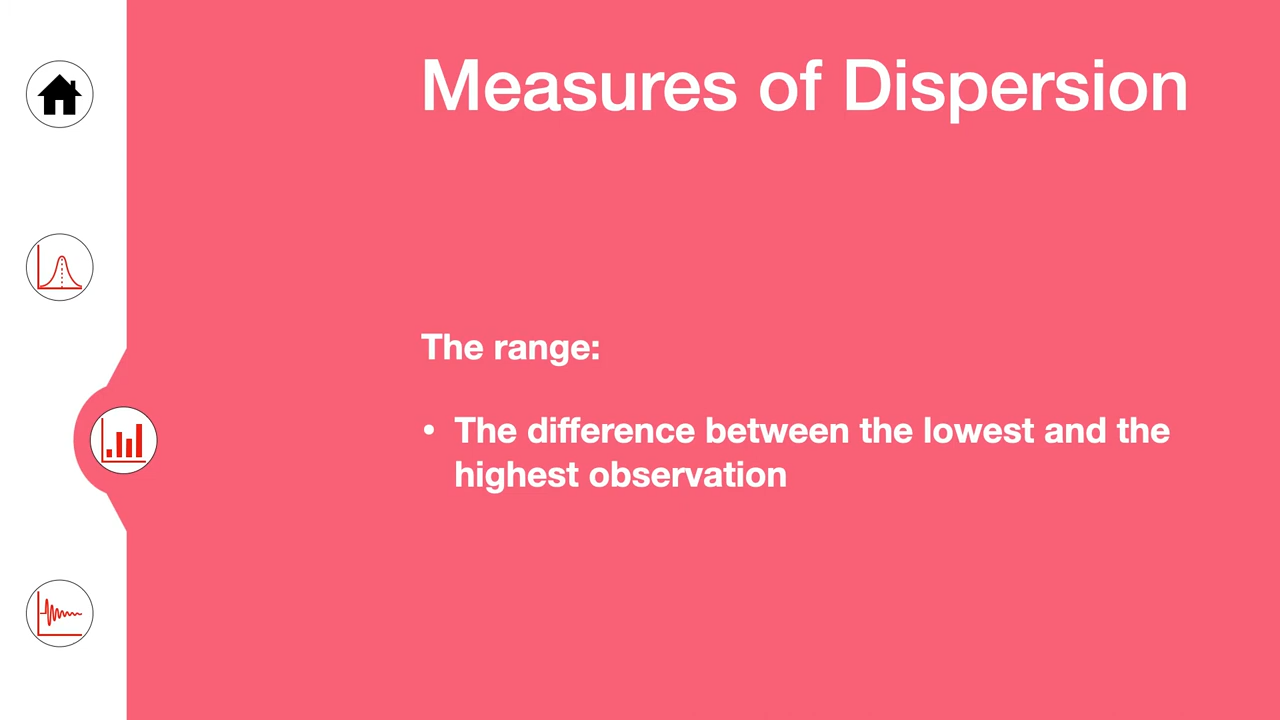 Measures of Dispersion
The range:
• The difference between the lowest and the
highest observation